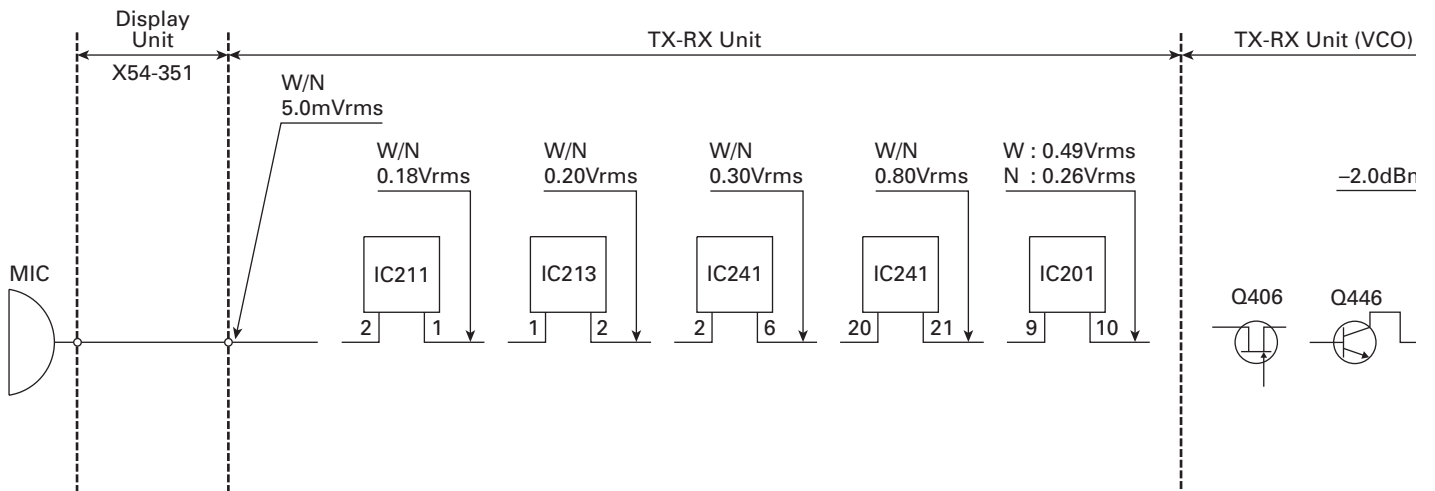 Display
Unit
X54-351
TX-RX Unit
TX-RX Unit (VCO)
W/N
5.0mVrms
W/N
0.18Vrms
W/N
0.20Vrms
W/N
0.30Vrms
W/N
0.80Vrms
W : 0.49Vrms
N : 0.26Vrms
–2.0dBm
MIC
IC211
IC213
IC241
IC241
IC201
Q406
Q446
2
1
1
2
2
6
20
21
9
10